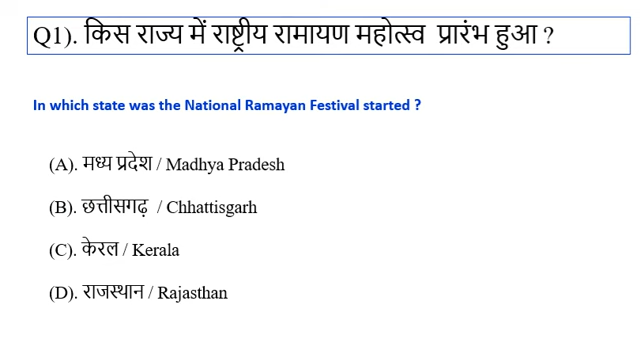 Q1). किस राज्य में राष्ट्रीय रामायण महोत्स्व प्रारंभ हुआ ?
In which state was the National Ramayan Festival started ?
(A). मध्य प्रदेश / Madhya Pradesh
(B). छत्तीसगढ़ / Chhattisgarh
(C). केरल / Kerala
(D). राजस्थान / Rajasthan